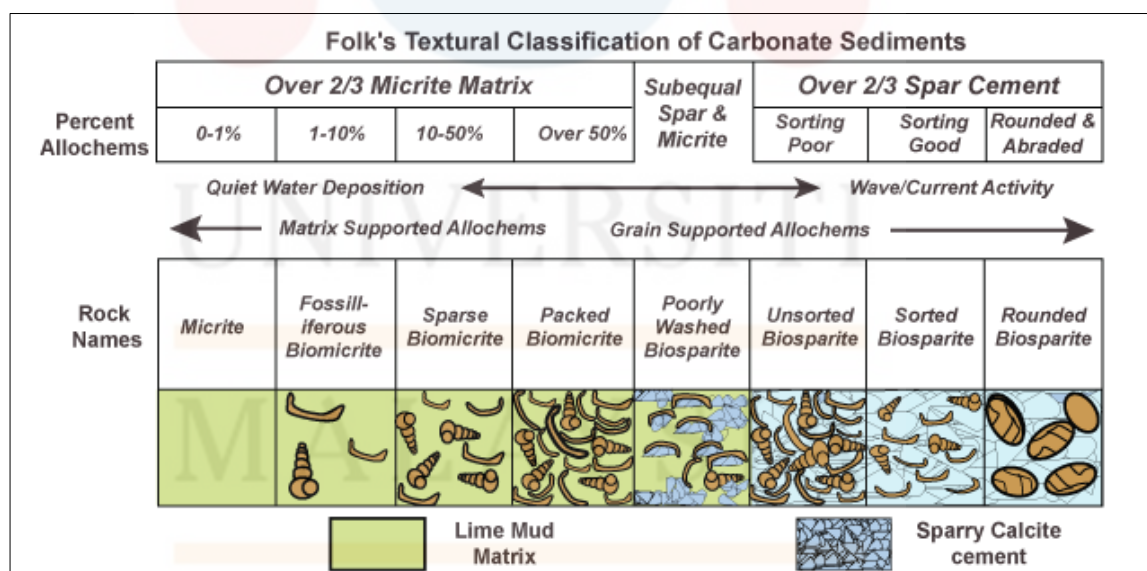 Folk's Textural Classification of Carbonate Sediments
Over 2/3 Micrite Matrix
Subequal
Spar &
Micrite
Over 2/3 Spar Cement
Percent
Allochems
0-1%
1-10%
10-50%
Over 50%
Sorting
Poor
Sorting
Good
Rounded &
Abraded
Quiet Water Deposition
Wave/Current Activity
UNIVERSITI
Matrix Supported Allochems
Grain Supported Allochems
Rock
Names
Micrite
Fossill-
iferous
Biomicrite
Sparse
Biomicrite
Packed
Biomicrite
Poorly
Washed
Biosparite
Unsorted
Biosparite
Sorted
Biosparite
Rounded
Biosparite
Lime Mud
Matrix
Sparry Calcite
cement